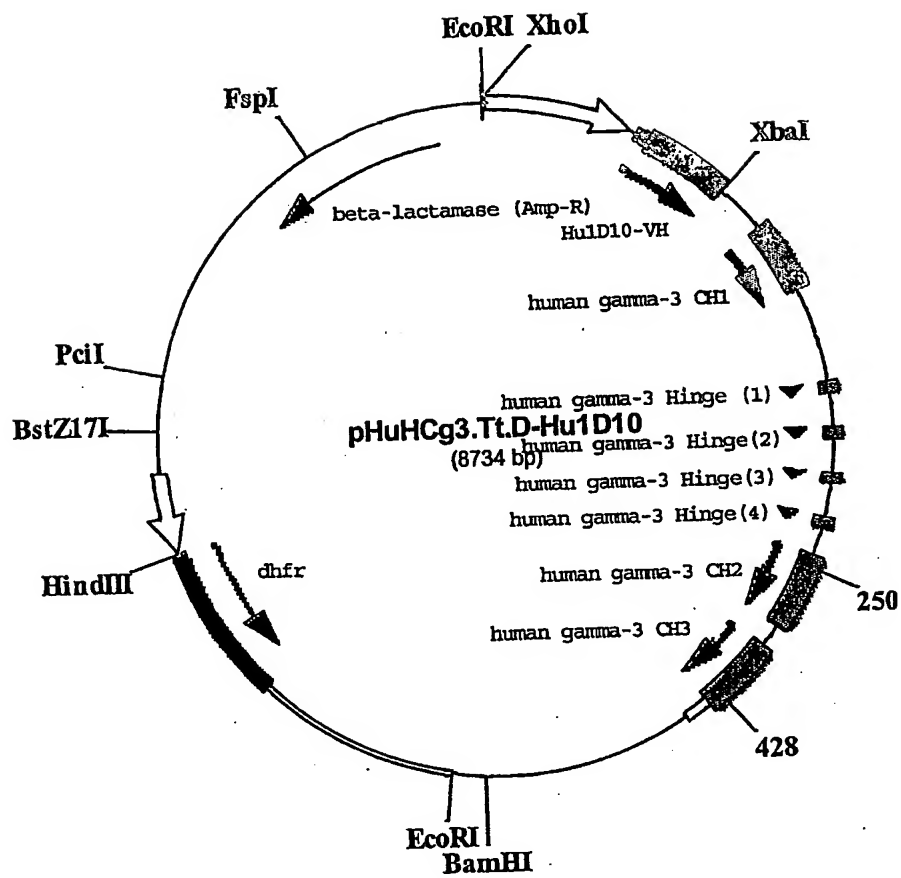 EcoRI XhoI
FspI
XbaI
beta-lactamase (Amp-R)
Hu1D10-VH
human gamma-3 CH1
PciI
human gamma-3 Hinge (1)
BstZ17I
pHuHCg3.Tt.D-Hu1D10
human gamma-3 Hinge(2)
(8734 bp)
human gamma-3 Hinge(3)
human gamma-3 Hinge(4)
HindIII
dhfr
human gamma-3 CH2
250
human gamma-3 CH3
428
EcoRI
BamHI